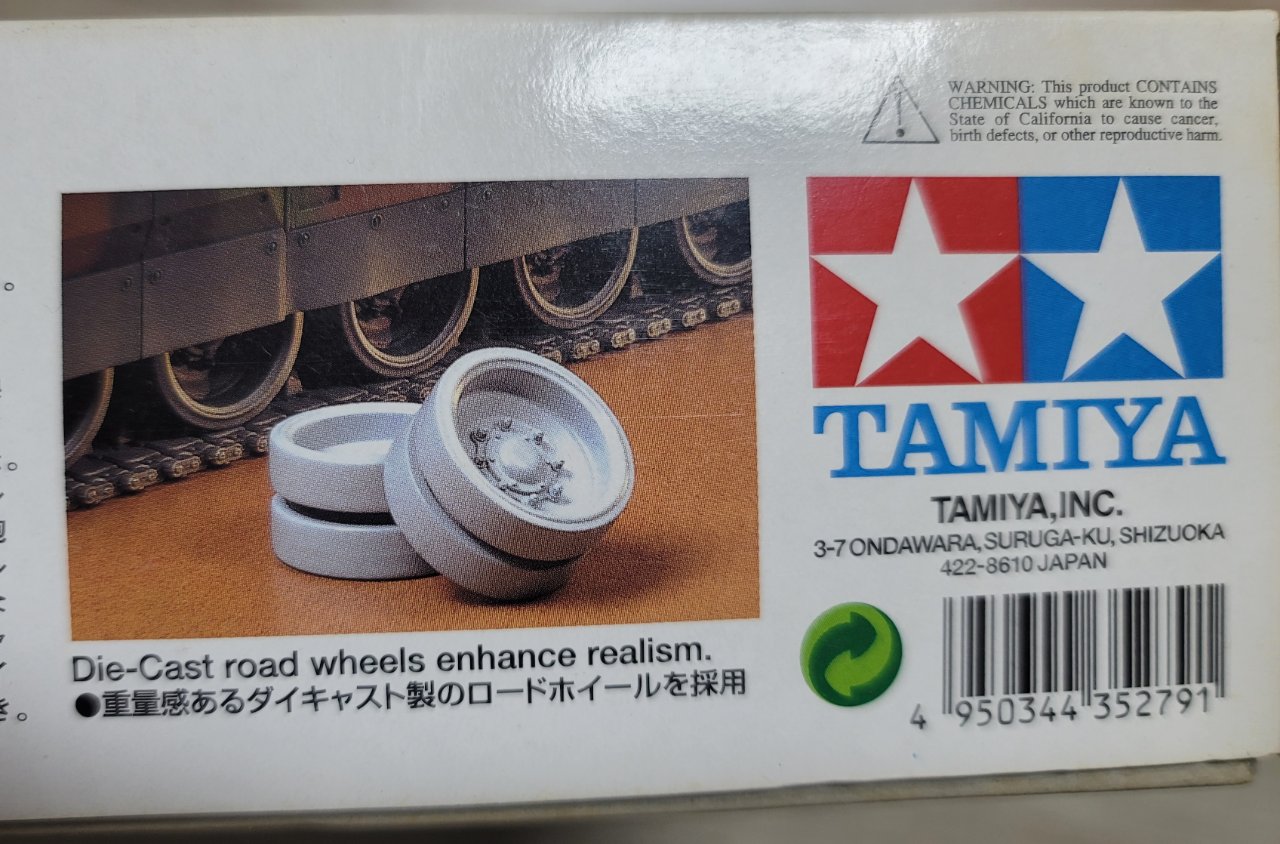 WARNING: This product CONTAINS
CHEMICALS which are known to the
State of California to cause cancer,
birth defects, or other reproductive harm.
TAMIYA
TAMIYA,INC.
3-7 ONDAWARA, SURUGA-KU, SHIZUOKA
422-8610 JAPAN
Die-Cast road wheels enhance realism.
●重量感あるダイキャスト製のロードホイールを採用
4 950344 352791